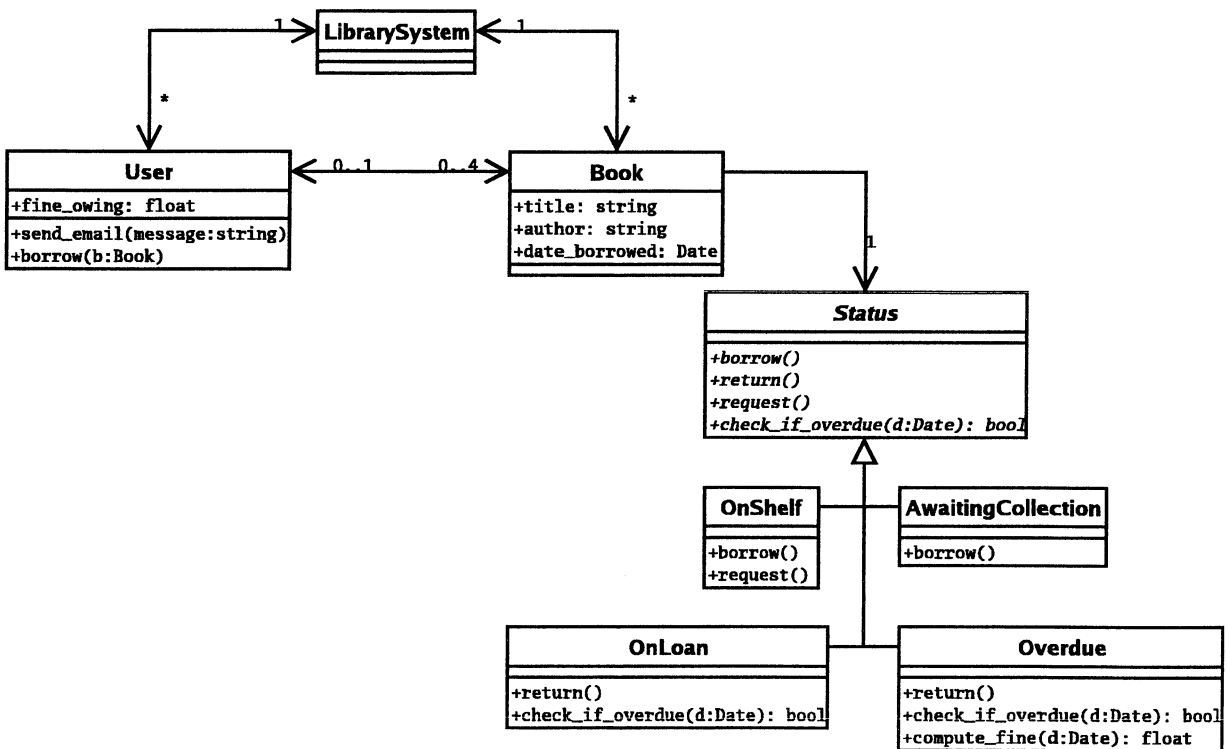 1
LibrarySystem
1
*
*
User
+fine_owing: float
+send_email(message:string)
+borrow(b:Book)
0..1
0..4
Book
+title: string
+author: string
+date_borrowed: Date
1
Status
+borrow()
+return()
+request()
+check_if_overdue(d:Date): bool
OnShelf
+borrow()
+request()
AwaitingCollection
+borrow()
OnLoan
+return()
+check_if_overdue(d:Date): bool
Overdue
+return()
+check_if_overdue(d:Date): bool
+compute_fine(d:Date): float